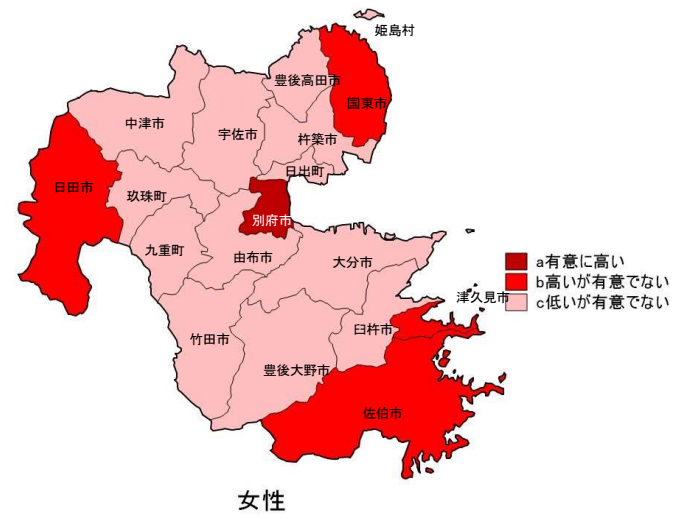 姫島村
豊後高田市
国東市
中津市
宇佐市
杵築市
日出町
日田市
玖珠町
別府市
九重町
由布市
大分市
津久見市
臼杵市
竹田市
豊後大野市
佐伯市
a有意に高い
b高いが有意でない
c低いが有意でない
女性